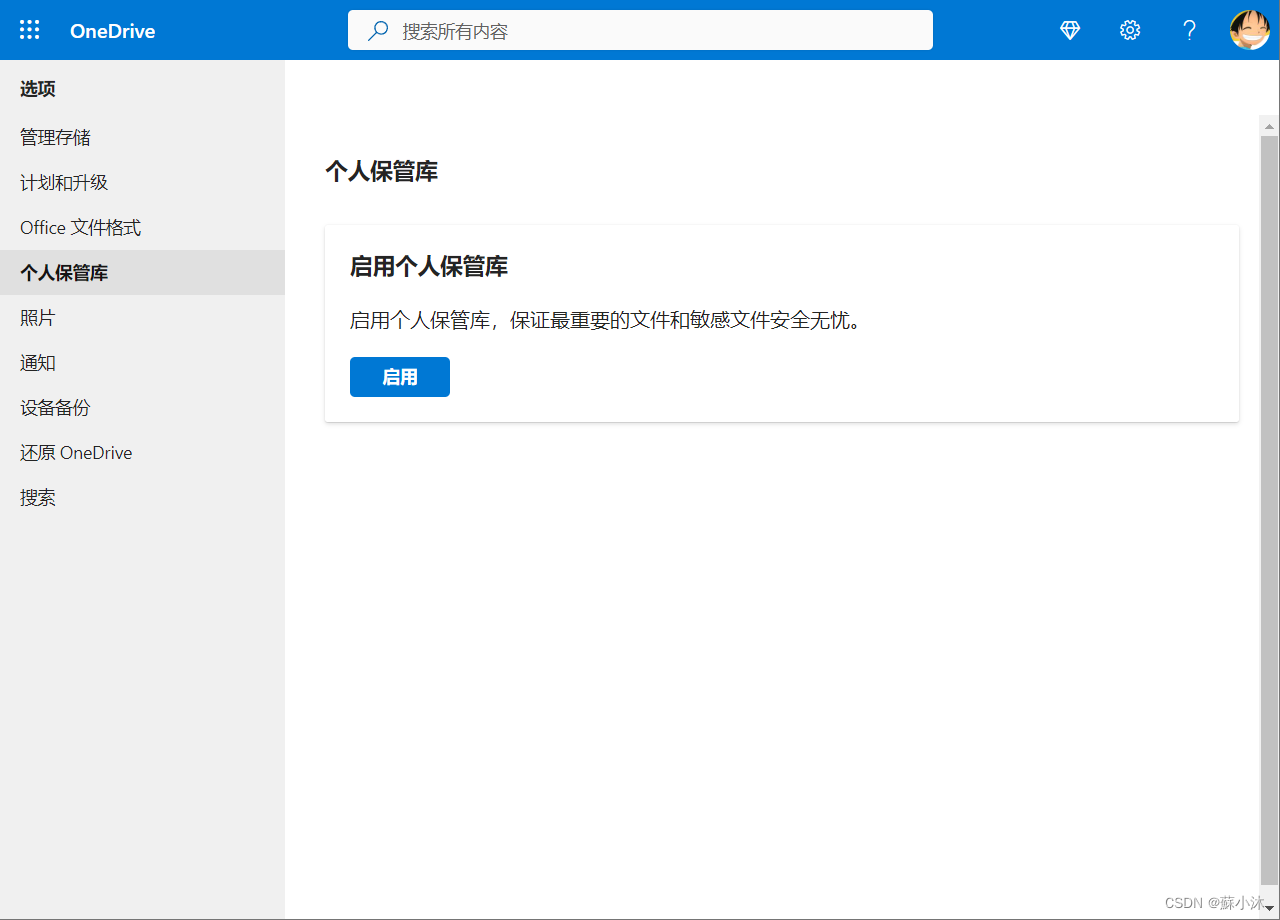 OneDrive
搜索所有内容
选项
管理存储
计划和升级
Office 文件格式
个人保管库
照片
通知
设备备份
还原 OneDrive
搜索
个人保管库
启用个人保管库
启用个人保管库，保证最重要的文件和敏感文件安全无忧。
启用
CSDN @蘇小沐